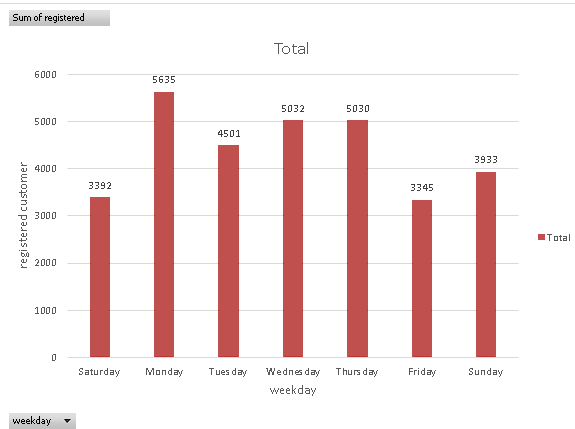 Sum of registered
Total
6000
5000
4000
3000
2000
1000
0
registered customer
3392
5635
4501
5032
5030
3345
3933
Saturday Monday Tuesday Wednesday Thursday Friday Sunday
weekday
Total
weekday